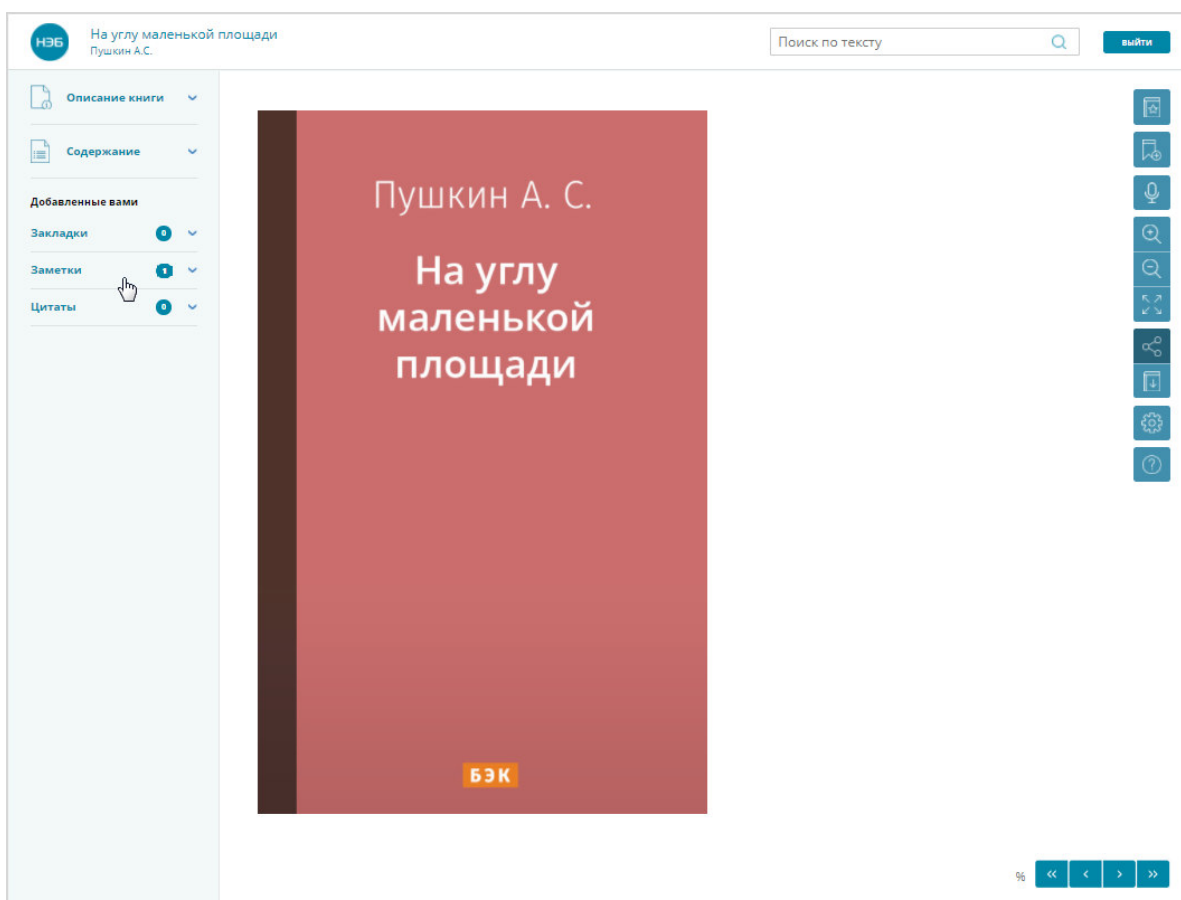 нэб
На углу маленькой площади
Пушкин А.С.
Поиск по тексту
выйти
Описание книги
Содержание
Добавленные вами
Закладки 0
Заметки 1
Цитаты 0
Пушкин А. С.
На углу
маленькой
площади
БЭК
%